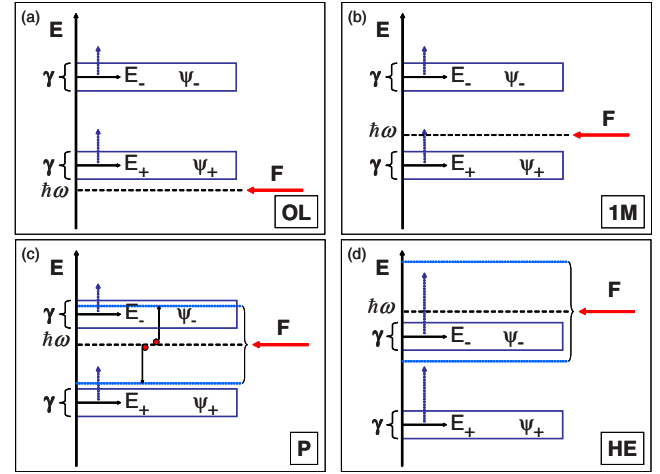 (a)
E
γ { E₋ ψ₋
γ { E₊ ψ₊
ħω
F
OL
(b)
E
γ { E₋ ψ₋
ħω
F
γ { E₊ ψ₊
1M
(c)
E
γ { E₋ ψ₋
ħω
F
γ { E₊ ψ₊
P
(d)
E
ħω
F
γ { E₋ ψ₋
γ { E₊ ψ₊
HE